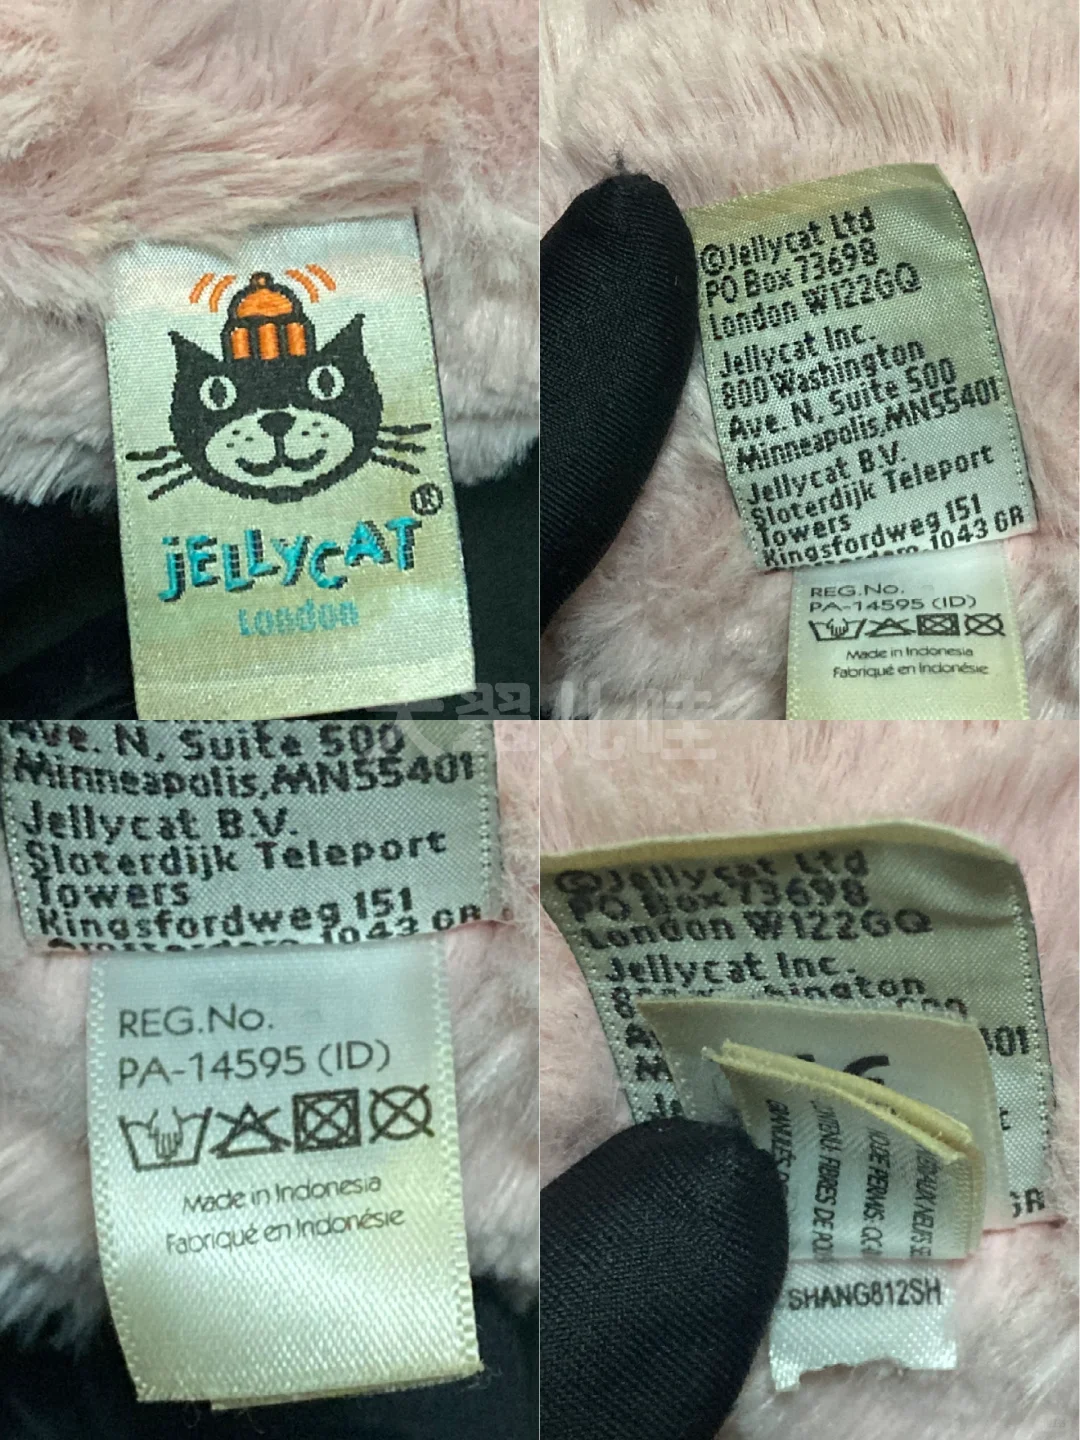 ®
JELLYCAT
London
©Jellycat Ltd
PO Box 73698
London W122GQ
Jellycat Inc.
800 Washington
Ave. N, Suite 500
Minneapolis,MN55401
Jellycat B.V.
Sloterdijk Teleport
Towers
Kingsfordweg 151
1043 GR
REG.No.
PA-14595 (ID)
Made in Indonesia
Fabriqué en Indonésie
Ave. N, Suite 500
Minneapolis,MN55401
Jellycat B.V.
Sloterdijk Teleport
Towers
Kingsfordweg 151
1043 GR
REG.No.
PA-14595 (ID)
Made in Indonesia
Fabriqué en Indonésie
©Jellycat Ltd
PO Box 73698
London W122GQ
Jellycat Inc.
SHANG812SH